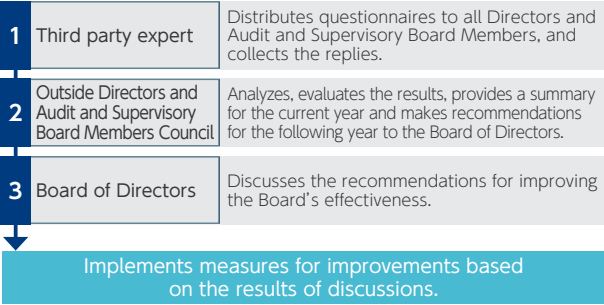 1
Third party expert
Distributes questionnaires to all Directors and
Audit and Supervisory Board Members, and
collects the replies.
2
Outside Directors and
Audit and Supervisory
Board Members Council
Analyzes, evaluates the results, provides a summary
for the current year and makes recommendations
for the following year to the Board of Directors.
3
Board of Directors
Discusses the recommendations for improving
the Board's effectiveness.
Implements measures for improvements based
on the results of discussions.